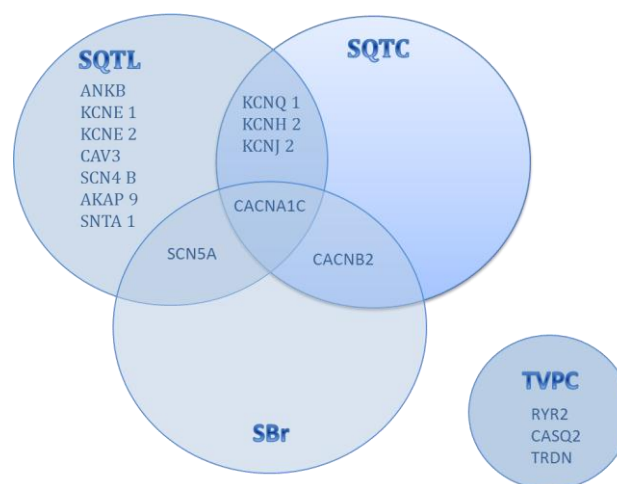 SQTL
ANKB
KCNE 1
KCNE 2
CAV3
SCN4 B
AKAP 9
SNTA 1
SQTC
KCNQ 1
KCNH 2
KCNJ 2
CACNA1C
SCN5A
CACNB2
SBr
TVPC
RYR2
CASQ2
TRDN